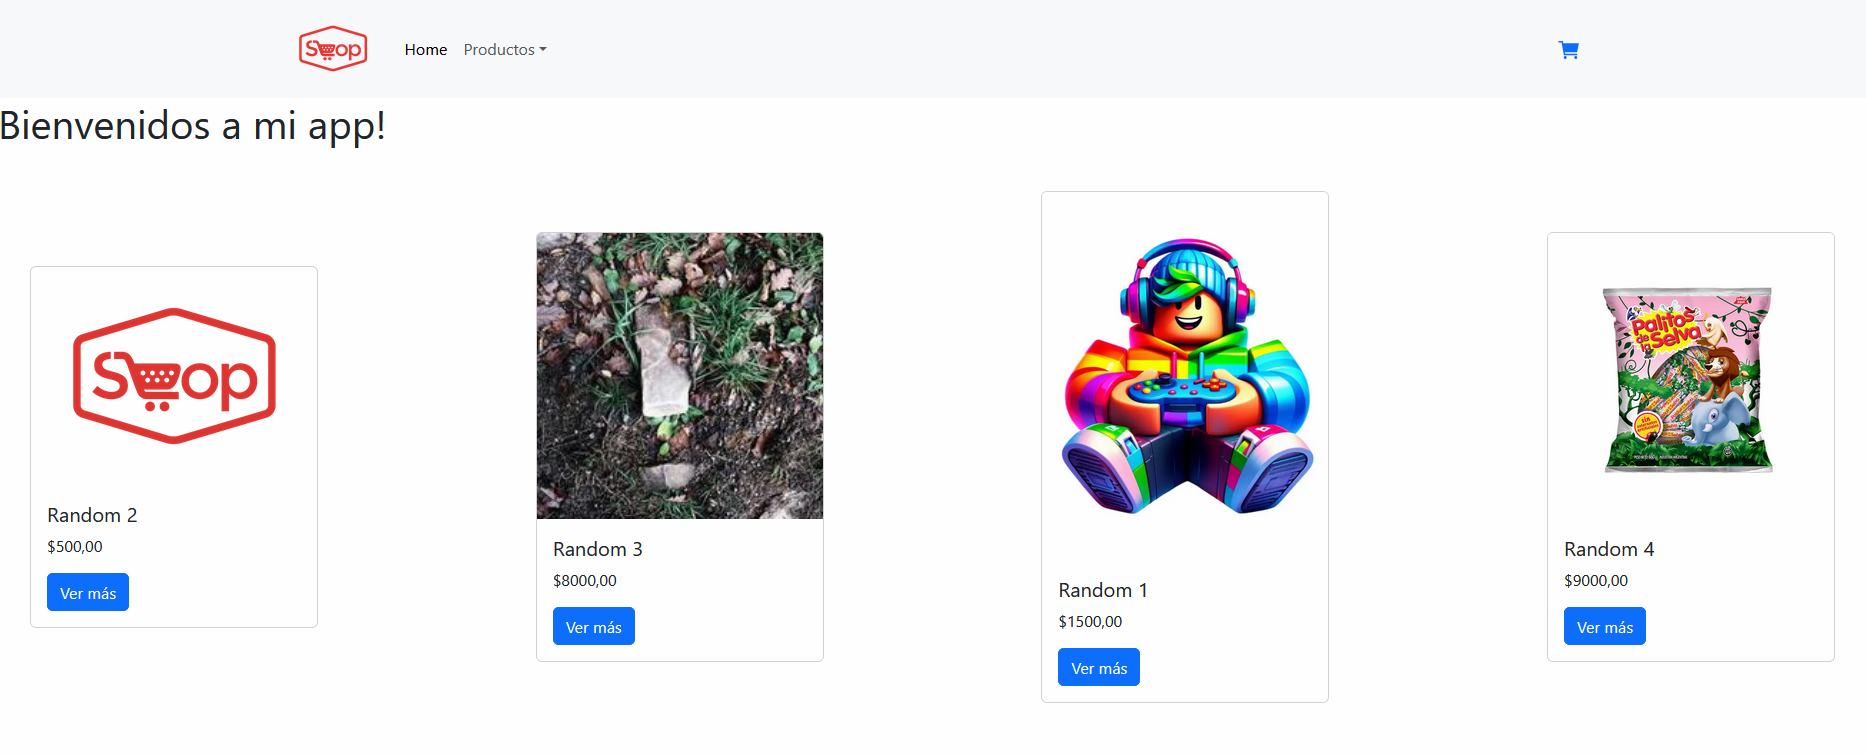 Shop
Home
Productos
Bienvenidos a mi app!
Shop
Random 2
$500,00
Ver más
Random 3
$8000,00
Ver más
Random 1
$1500,00
Ver más
Palitos
de la Selva
Random 4
$9000,00
Ver más